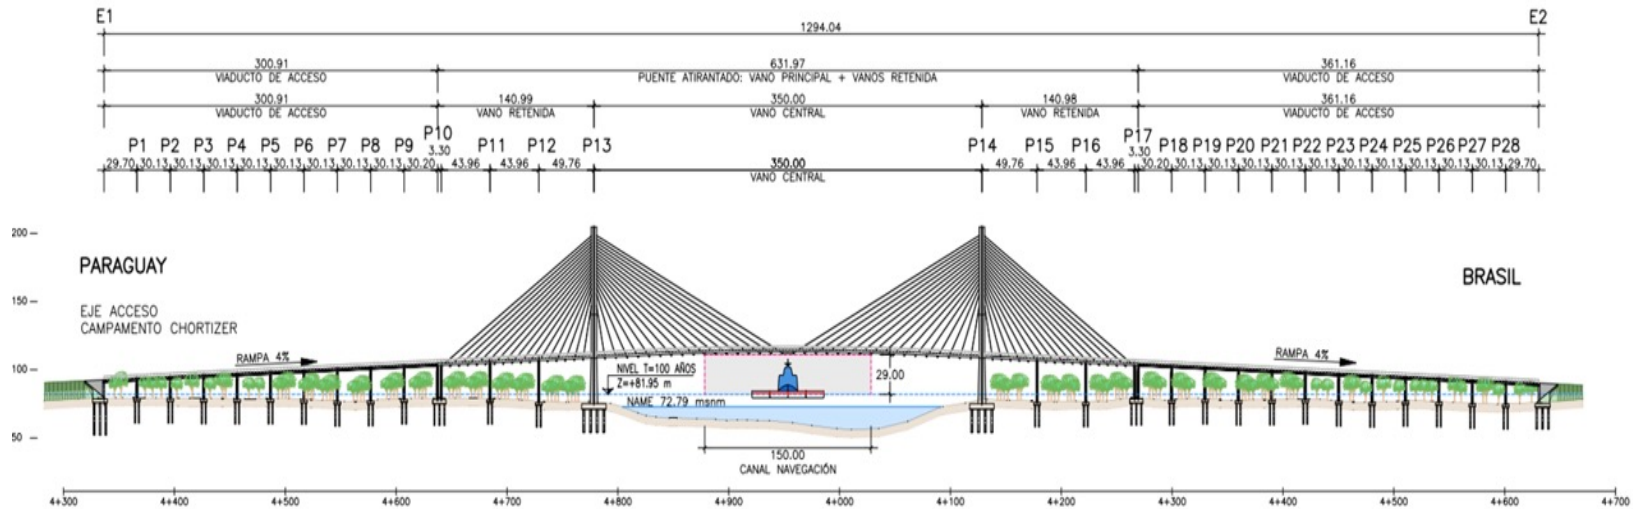 E1
E2
1294.04
300.91
631.97
361.16
VIADUCTO DE ACCESO
PUENTE ATIRANTADO: VANO PRINCIPAL + VANOS RETENIDA
VIADUCTO DE ACCESO
300.91
140.99
350.00
140.98
361.16
VIADUCTO DE ACCESO
VANO RETENIDA
VANO CENTRAL
VANO RETENIDA
VIADUCTO DE ACCESO
P1 P2 P3 P4 P5 P6 P7 P8 P9 P10 P11 P12 P13 P14 P15 P16 P17 P18 P19 P20 P21 P22 P23 P24 P25 P26 P27 P28
29.70 30.13 30.13 30.13 30.13 30.13 30.13 30.13 30.13 30.20 3.30 43.96 43.96 49.76 350.00 49.76 43.96 43.96 3.30 30.20 30.13 30.13 30.13 30.13 30.13 30.13 30.13 30.13 30.13 30.13 29.70
VANO CENTRAL
200
PARAGUAY
BRASIL
150
EJE ACCESO
CAMPAMENTO CHORTIZER
RAMPA 4%
RAMPA 4%
100
NIVEL T=100 AÑOS
Z=+81.95 m
29.00
NAME 72.79 msnm
50
150.00
CANAL NAVEGACIÓN
4+300 4+400 4+500 4+600 4+700 4+800 4+900 4+000 4+100 4+200 4+300 4+400 4+500 4+600 4+700